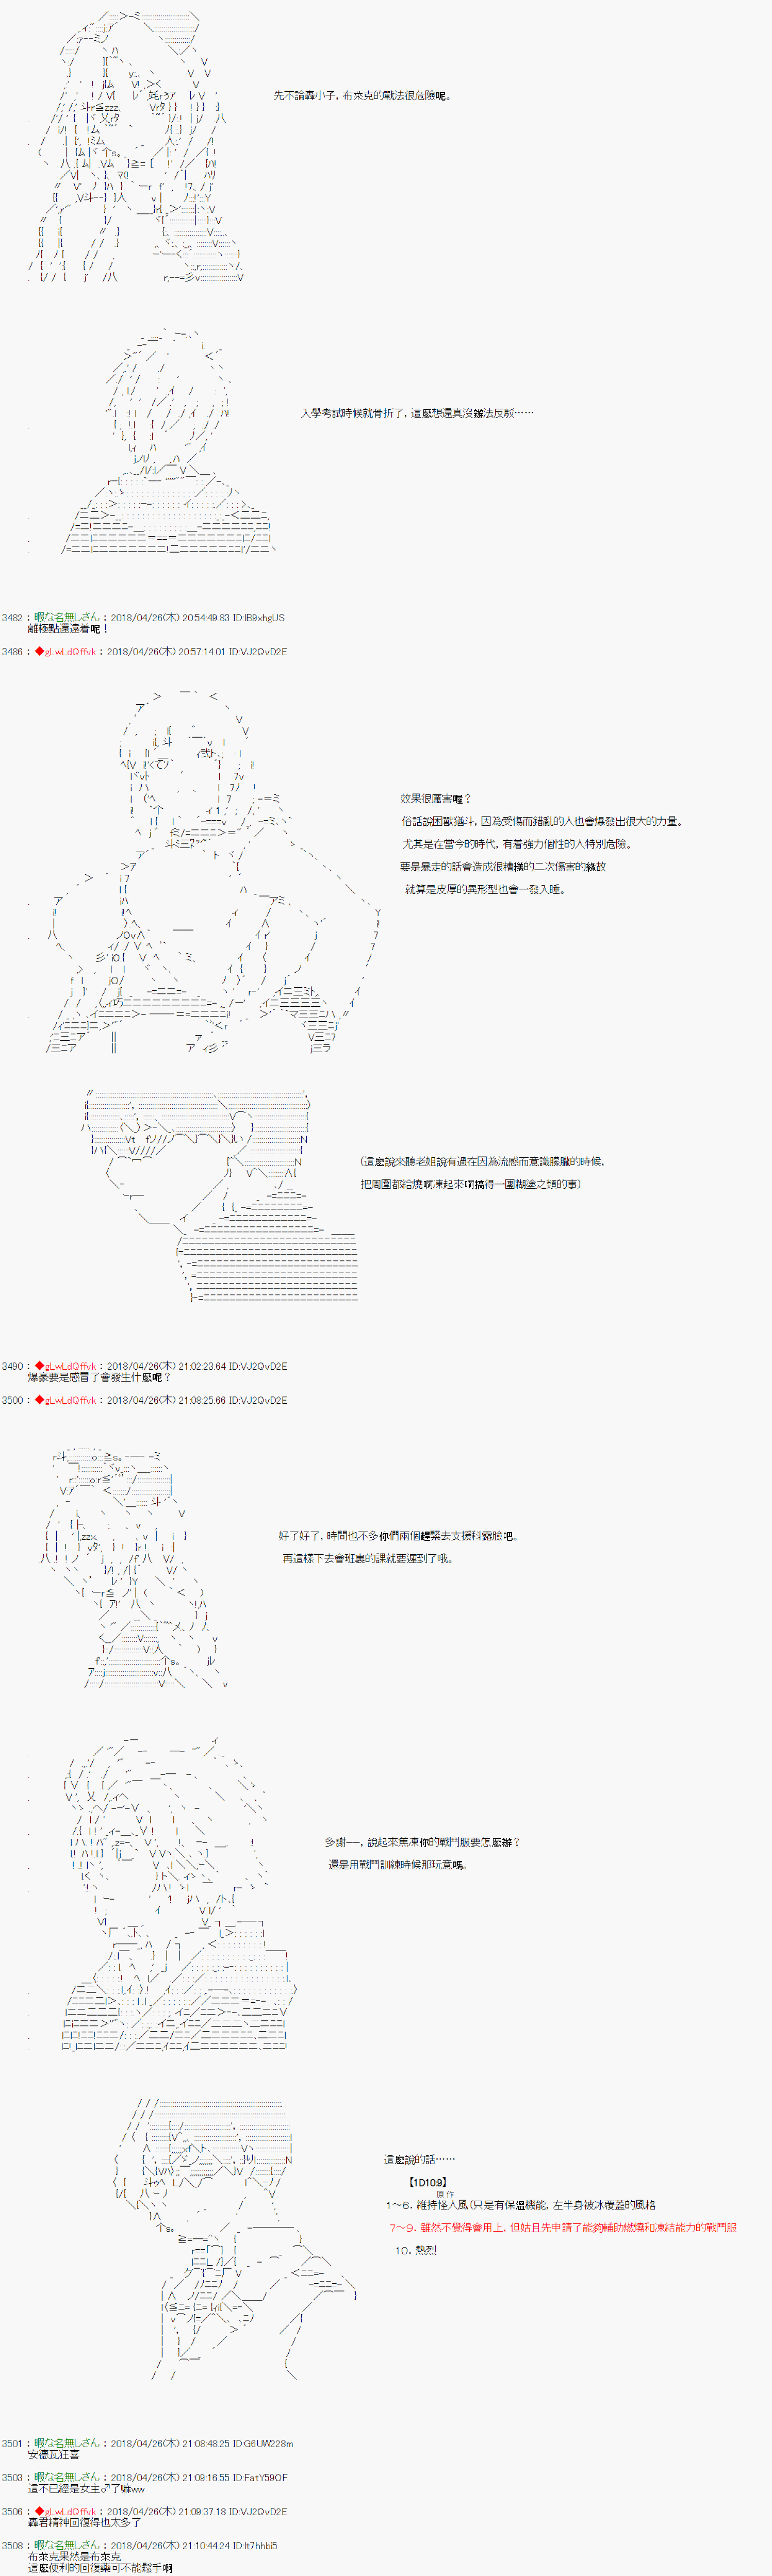 先不論轟小子, 布萊克的戰法很危險呢。
入學考試時候就骨折了, 這麼想還真沒辦法反駁……
3482 : 暇な名無しさん : 2018/04/26(木) 20:54:49.83 ID:IB9xhgUS
離極點還遠着呢！
3486 : ◆gLwLdQffvk : 2018/04/26(木) 20:57:14.01 ID:VJ2QvD2E
效果很厲害喔？
俗話說困獸猶斗, 因為受傷而錯亂的人也會爆發出很大的力量。
尤其是在當今的時代, 有着強力個性的人特別危險。
要是暴走的話會造成很糟糕的二次傷害的緣故
就算是皮厚的異形型也會一發入睡。
(這麼說來聽老姐說有過在因為流感而意識朦朧的時候,
把周圍都給燒啊凍起來啊搞得一團糊塗之類的事)
3490 : ◆gLwLdQffvk : 2018/04/26(木) 21:02:23.64 ID:VJ2QvD2E
爆豪要是感冒了會發生什麼呢?
3500 : ◆gLwLdQffvk : 2018/04/26(木) 21:08:25.66 ID:VJ2QvD2E
好了好了, 時間也不多你們兩個趕緊去支援科露臉吧。
再這樣下去會班裏的課就要遲到了哦。
多謝——, 說起來焦凍你的戰鬥服要怎麼辦？
還是用戰鬥訓練時候那玩意嗎。
這麼說的話……
【1D10:9】
原作
1～6. 維持怪人風(只是有保溫機能, 左半身被冰覆蓋的風格
7～9. 雖然不覺得會用上, 但姑且先申請了能夠輔助燃燒和凍結能力的戰鬥服
10. 熱烈
3501 : 暇な名無しさん : 2018/04/26(木) 21:08:48.25 ID:G6UW228m
安德瓦狂喜
3503 : 暇な名無しさん : 2018/04/26(木) 21:09:16.55 ID:FatY59OF
這不已經是女主♂了嘛ww
3506 : ◆gLwLdQffvk : 2018/04/26(木) 21:09:37.18 ID:VJ2QvD2E
轟君精神回復得也太多了
3508 : 暇な名無しさん : 2018/04/26(木) 21:10:44.24 ID:It7hhbi5
布萊克果然是布萊克
這麼便利的回復藥可不能鬆手啊